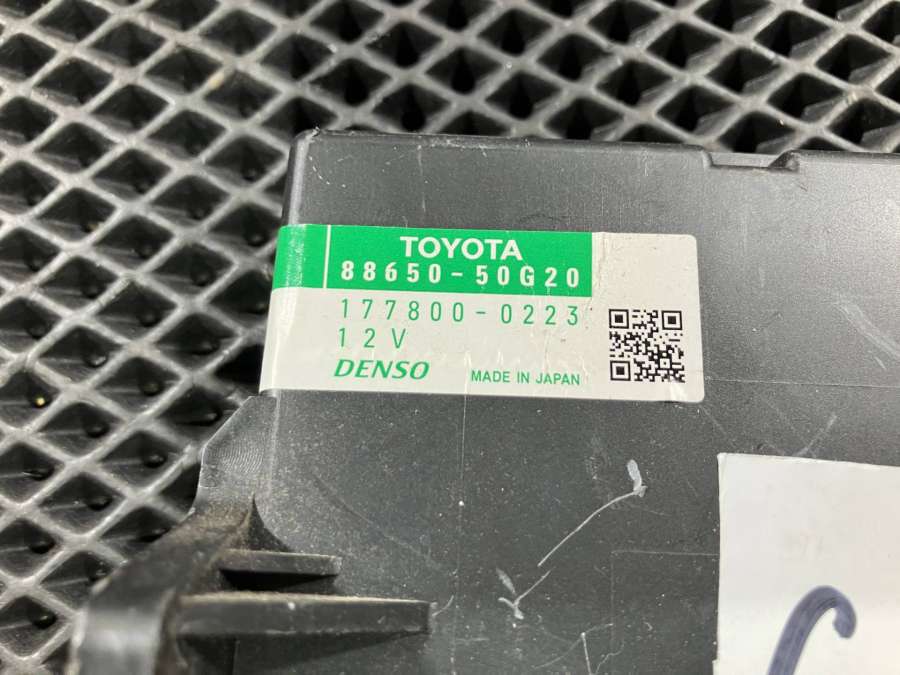 TOYOTA
88650-50G20
177800-0223
12V
DENSO MADE IN JAPAN